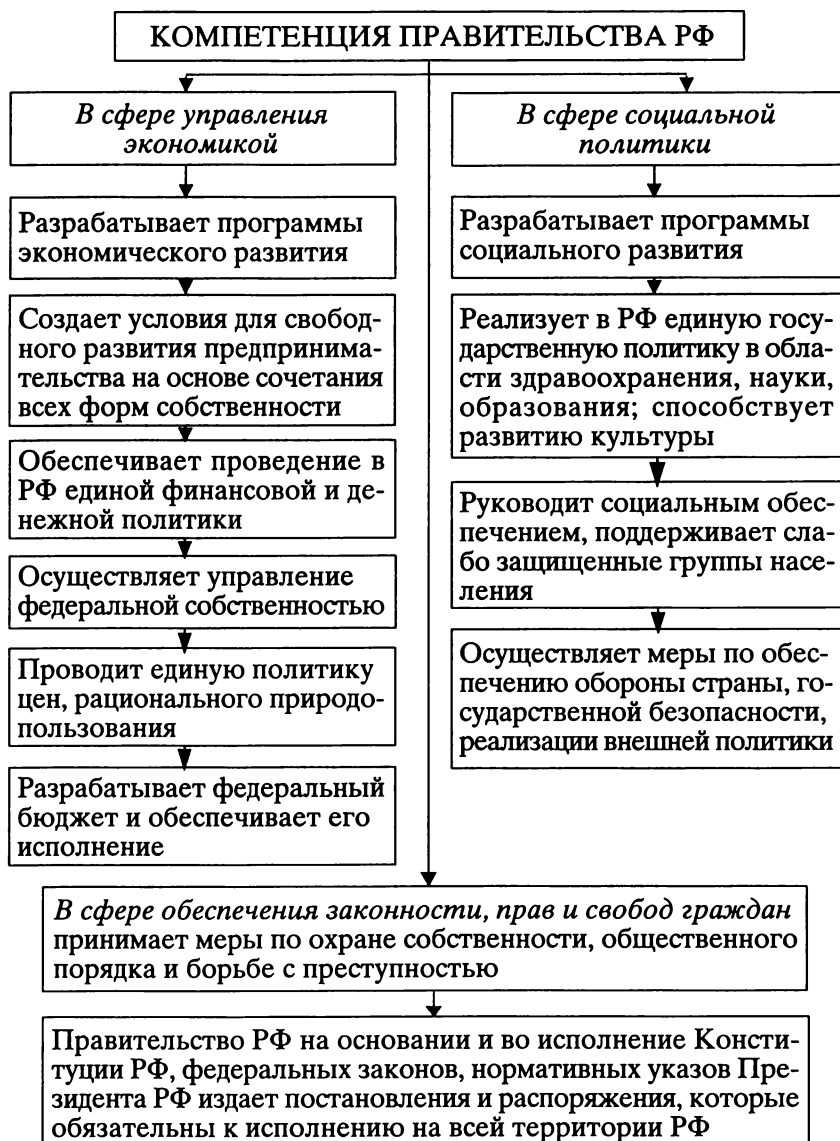 КОМПЕТЕНЦИЯ ПРАВИТЕЛЬСТВА РФ
В сфере управления
экономикой
Разрабатывает программы
экономического развития
Создает условия для свобод-
ного развития предпринима-
тельства на основе сочетания
всех форм собственности
Обеспечивает проведение в
РФ единой финансовой и де-
нежной политики
Осуществляет управление
федеральной собственностью
Проводит единую политику
цен, рационального природо-
пользования
Разрабатывает федеральный
бюджет и обеспечивает его
исполнение
В сфере социальной
политики
Разрабатывает программы
социального развития
Реализует в РФ единую госу-
дарственную политику в обла-
сти здравоохранения, науки,
образования; способствует
развитию культуры
Руководит социальным обес-
печением, поддерживает сла-
бо защищенные группы насе-
ления
Осуществляет меры по обес-
печению обороны страны, го-
сударственной безопасности,
реализации внешней политики
В сфере обеспечения законности, прав и свобод граждан
принимает меры по охране собственности, общественного
порядка и борьбе с преступностью
Правительство РФ на основании и во исполнение Консти-
туции РФ, федеральных законов, нормативных указов Пре-
зидента РФ издает постановления и распоряжения, которые
обязательны к исполнению на всей территории РФ